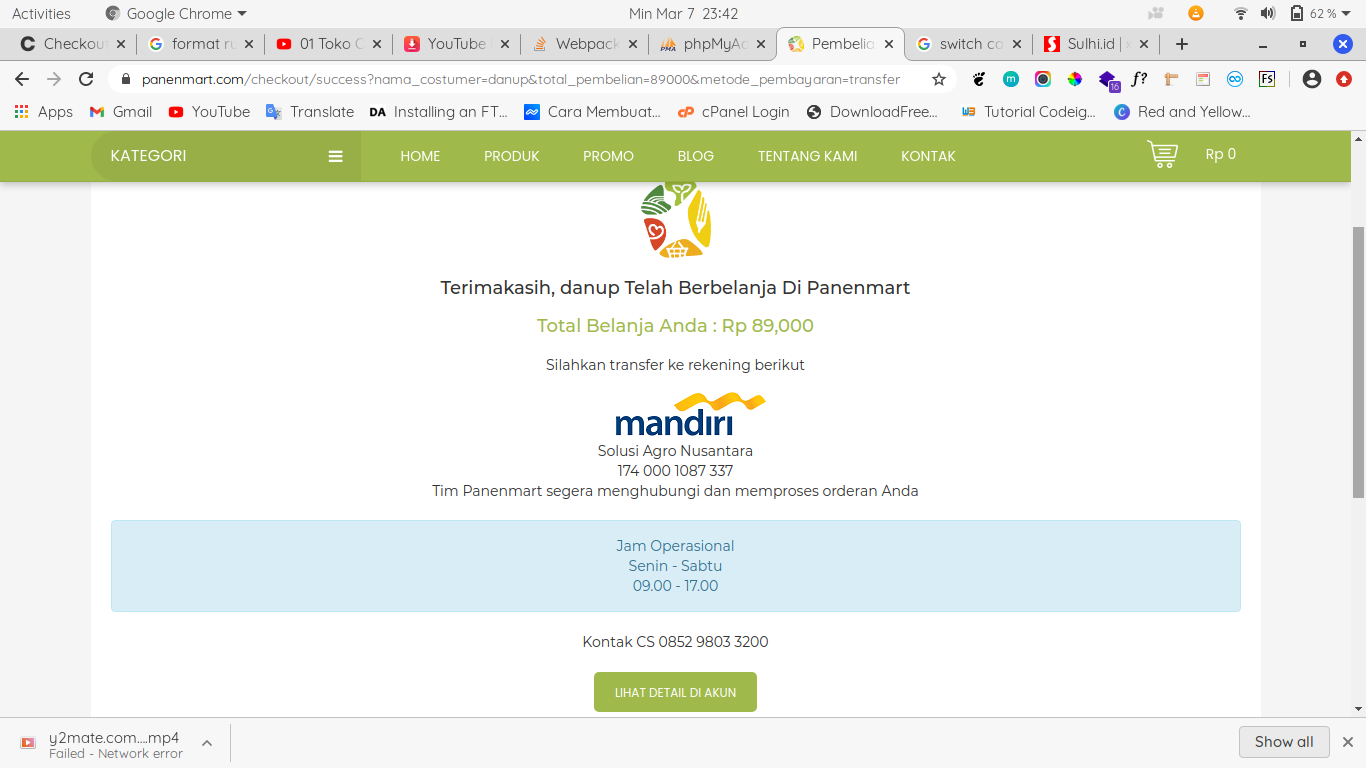 Activities Google Chrome Min Mar 7 23:42 62 %
Checkou format ru 01 Toko C YouTube Webpack phpMyAd Pembelia switch ca Sulhi.id |
panenmart.com/checkout/success?nama_costumer=danup&total_pembelian=89000&metode_pembayaran=transfer m 16 f? FS
Apps Gmail YouTube Translate DA Installing an FT... Cara Membuat... cPanel Login DownloadFree... Tutorial Codeig... Red and Yellow...
KATEGORI HOME PRODUK PROMO BLOG TENTANG KAMI KONTAK Rp 0
Terimakasih, danup Telah Berbelanja Di Panenmart
Total Belanja Anda : Rp 89,000
Silahkan transfer ke rekening berikut
mandiri
Solusi Agro Nusantara
174 000 1087 337
Tim Panenmart segera menghubungi dan memproses orderan Anda
Jam Operasional
Senin - Sabtu
09.00 - 17.00
Kontak CS 0852 9803 3200
LIHAT DETAIL DI AKUN
y2mate.com....mp4
Failed - Network error
Show all